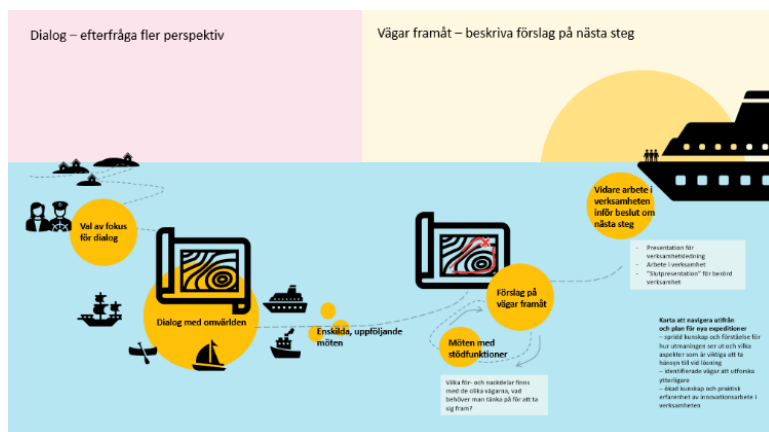 Dialog – efterfråga fler perspektiv
Vägar framåt – beskriva förslag på nästa steg
Val av fokus
för dialog
Dialog med omvärlden
Enskilda, uppföljande
möten
Förslag på
vägar framåt
Möten med
stödfunktioner
Vilka för- och nackdelar finns
med de olika vägarna, vad
behöver man tänka på för att ta
sig fram?
Vidare arbete i
verksamheten
inför beslut om
nästa steg
- Presentation för
verksamhetsledning
- Arbete i verksamhet
- "Slutpresentation" för berörd
verksamhet
Karta att navigera utifrån
och plan för nya expeditioner
– spridd kunskap och förståelse för
hur utmaningen ser ut och vilka
aspekter som är viktiga att ta
hänsyn till vid lösning
– identifierade vägar att utforska
ytterligare
– ökad kunskap och praktisk
erfarenhet av innovationsarbete i
verksamheten